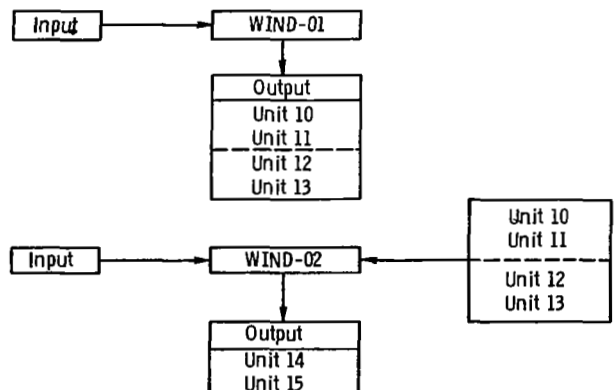 Input
WIND-01
Output
Unit 10
Unit 11
Unit 12
Unit 13
Unit 10
Unit 11
Unit 12
Unit 13
Input
WIND-02
Output
Unit 14
Unit 15